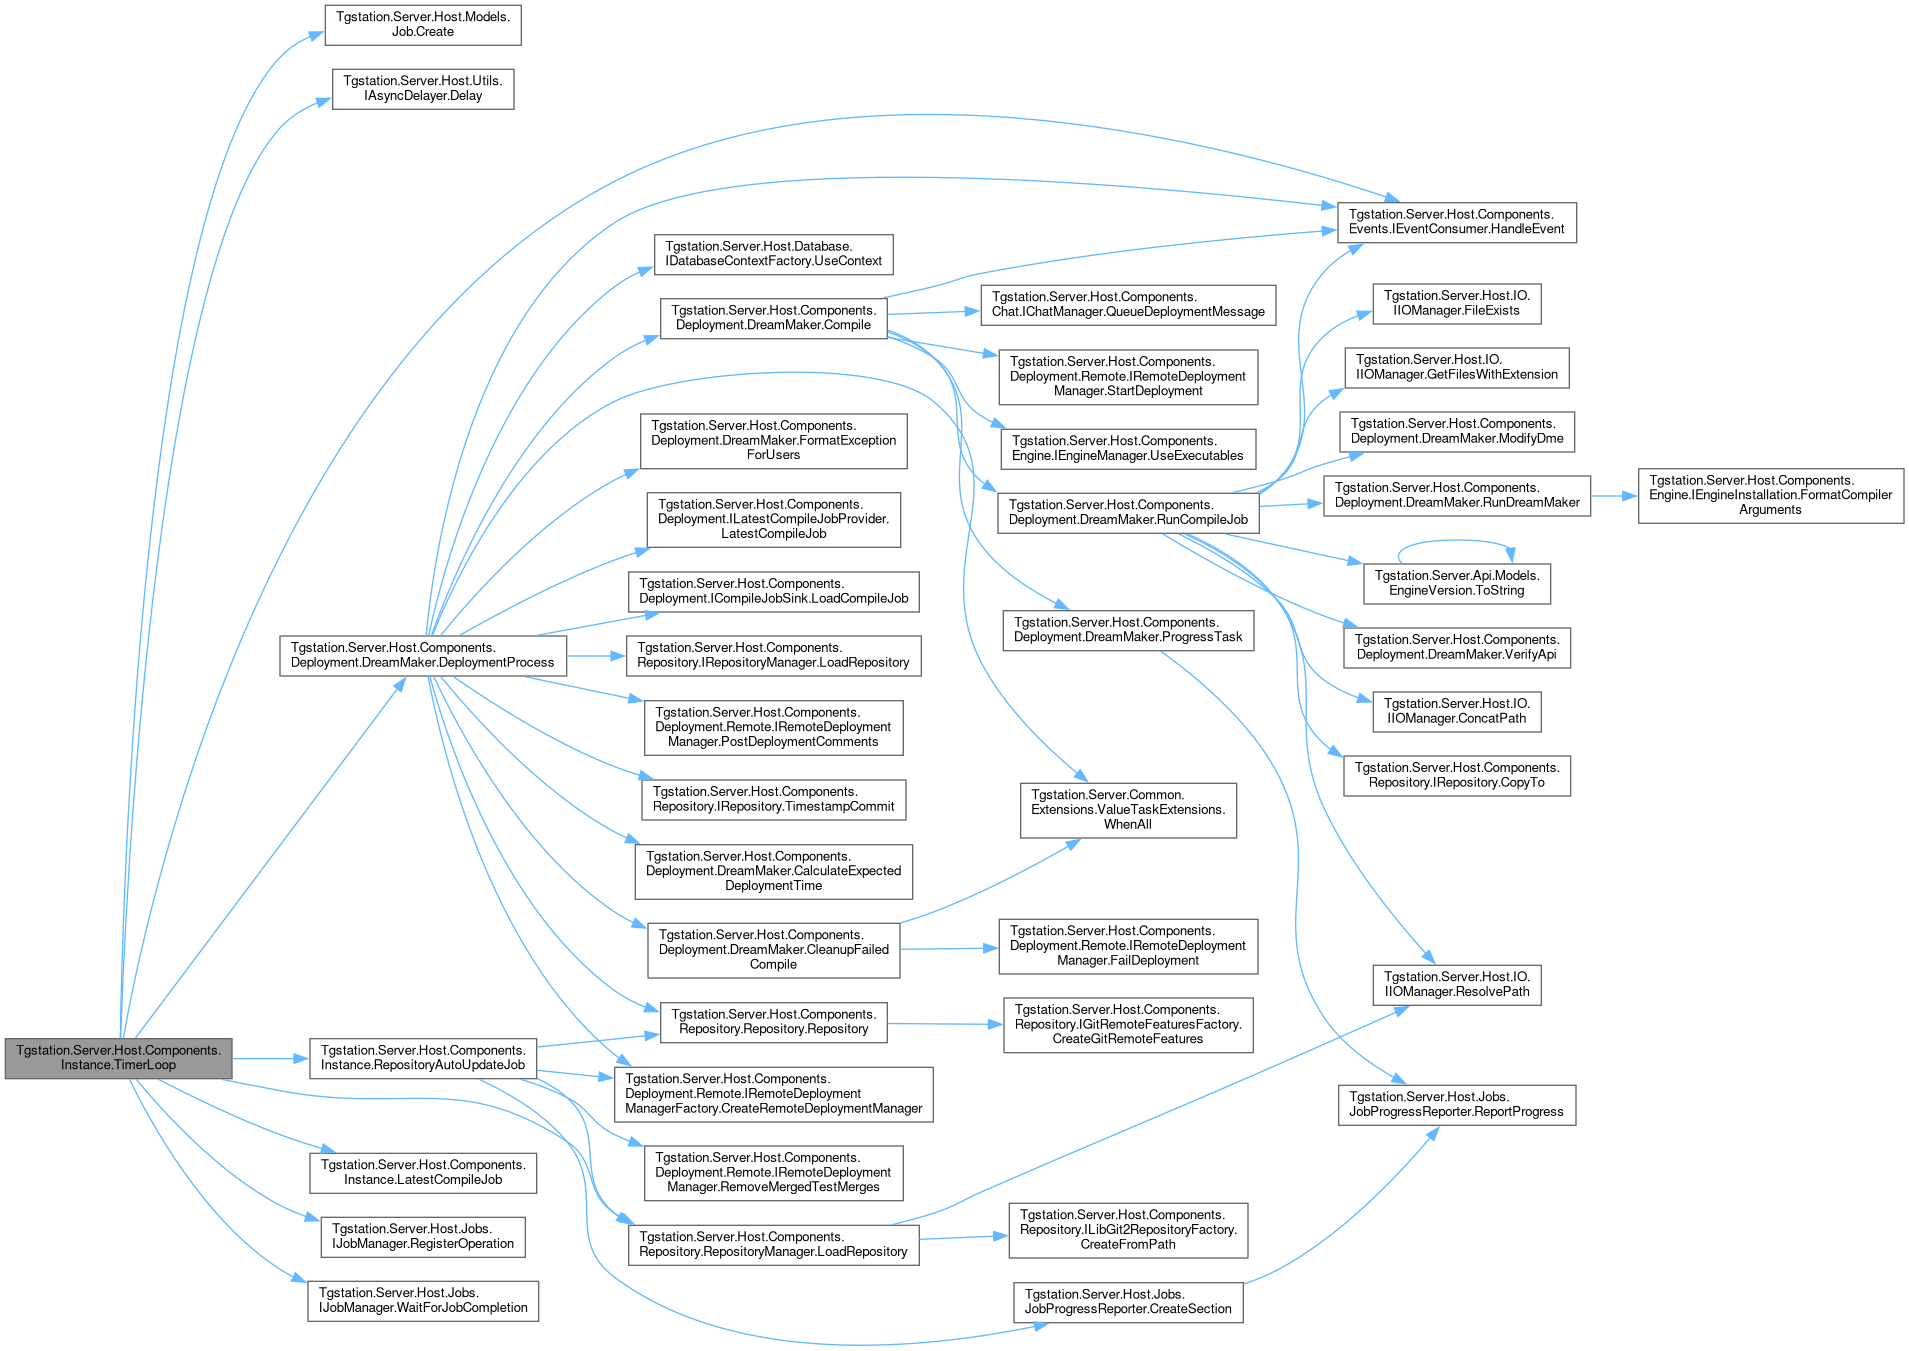 Tgstation.Server.Host.Models.
Job.Create
Tgstation.Server.Host.Utils.
IAsyncDelayer.Delay
Tgstation.Server.Host.Components.
Events.IEventConsumer.HandleEvent
Tgstation.Server.Host.Database.
IDatabaseContextFactory.UseContext
Tgstation.Server.Host.Components.
Deployment.DreamMaker.Compile
Tgstation.Server.Host.Components.
Chat.IChatManager.QueueDeploymentMessage
Tgstation.Server.Host.IO.
IIOManager.FileExists
Tgstation.Server.Host.Components.
Deployment.Remote.IRemoteDeployment
Manager.StartDeployment
Tgstation.Server.Host.IO.
IIOManager.GetFilesWithExtension
Tgstation.Server.Host.Components.
Deployment.DreamMaker.FormatException
ForUsers
Tgstation.Server.Host.Components.
Engine.IEngineManager.UseExecutables
Tgstation.Server.Host.Components.
Deployment.DreamMaker.ModifyDme
Tgstation.Server.Host.Components.
Deployment.ILatestCompileJobProvider.
LatestCompileJob
Tgstation.Server.Host.Components.
Deployment.DreamMaker.RunCompileJob
Tgstation.Server.Host.Components.
Deployment.DreamMaker.RunDreamMaker
Tgstation.Server.Host.Components.
Engine.IEngineInstallation.FormatCompiler
Arguments
Tgstation.Server.Host.Components.
Deployment.ICompileJobSink.LoadCompileJob
Tgstation.Server.Api.Models.
EngineVersion.ToString
Tgstation.Server.Host.Components.
Deployment.DreamMaker.DeploymentProcess
Tgstation.Server.Host.Components.
Repository.IRepositoryManager.LoadRepository
Tgstation.Server.Host.Components.
Deployment.DreamMaker.ProgressTask
Tgstation.Server.Host.Components.
Deployment.DreamMaker.VerifyApi
Tgstation.Server.Host.Components.
Deployment.Remote.IRemoteDeployment
Manager.PostDeploymentComments
Tgstation.Server.Host.IO.
IIOManager.ConcatPath
Tgstation.Server.Host.Components.
Repository.IRepository.TimestampCommit
Tgstation.Server.Common.
Extensions.ValueTaskExtensions.
WhenAll
Tgstation.Server.Host.Components.
Repository.IRepository.CopyTo
Tgstation.Server.Host.Components.
Deployment.DreamMaker.CalculateExpected
DeploymentTime
Tgstation.Server.Host.Components.
Deployment.DreamMaker.CleanupFailed
Compile
Tgstation.Server.Host.Components.
Deployment.Remote.IRemoteDeployment
Manager.FailDeployment
Tgstation.Server.Host.IO.
IIOManager.ResolvePath
Tgstation.Server.Host.Components.
Repository.Repository.Repository
Tgstation.Server.Host.Components.
Repository.IGitRemoteFeaturesFactory.
CreateGitRemoteFeatures
Tgstation.Server.Host.Components.
Instance.TimerLoop
Tgstation.Server.Host.Components.
Instance.RepositoryAutoUpdateJob
Tgstation.Server.Host.Components.
Deployment.Remote.IRemoteDeployment
ManagerFactory.CreateRemoteDeploymentManager
Tgstation.Server.Host.Jobs.
JobProgressReporter.ReportProgress
Tgstation.Server.Host.Components.
Instance.LatestCompileJob
Tgstation.Server.Host.Components.
Deployment.Remote.IRemoteDeployment
Manager.RemoveMergedTestMerges
Tgstation.Server.Host.Jobs.
IJobManager.RegisterOperation
Tgstation.Server.Host.Components.
Repository.RepositoryManager.LoadRepository
Tgstation.Server.Host.Components.
Repository.ILibGit2RepositoryFactory.
CreateFromPath
Tgstation.Server.Host.Jobs.
IJobManager.WaitForJobCompletion
Tgstation.Server.Host.Jobs.
JobProgressReporter.CreateSection